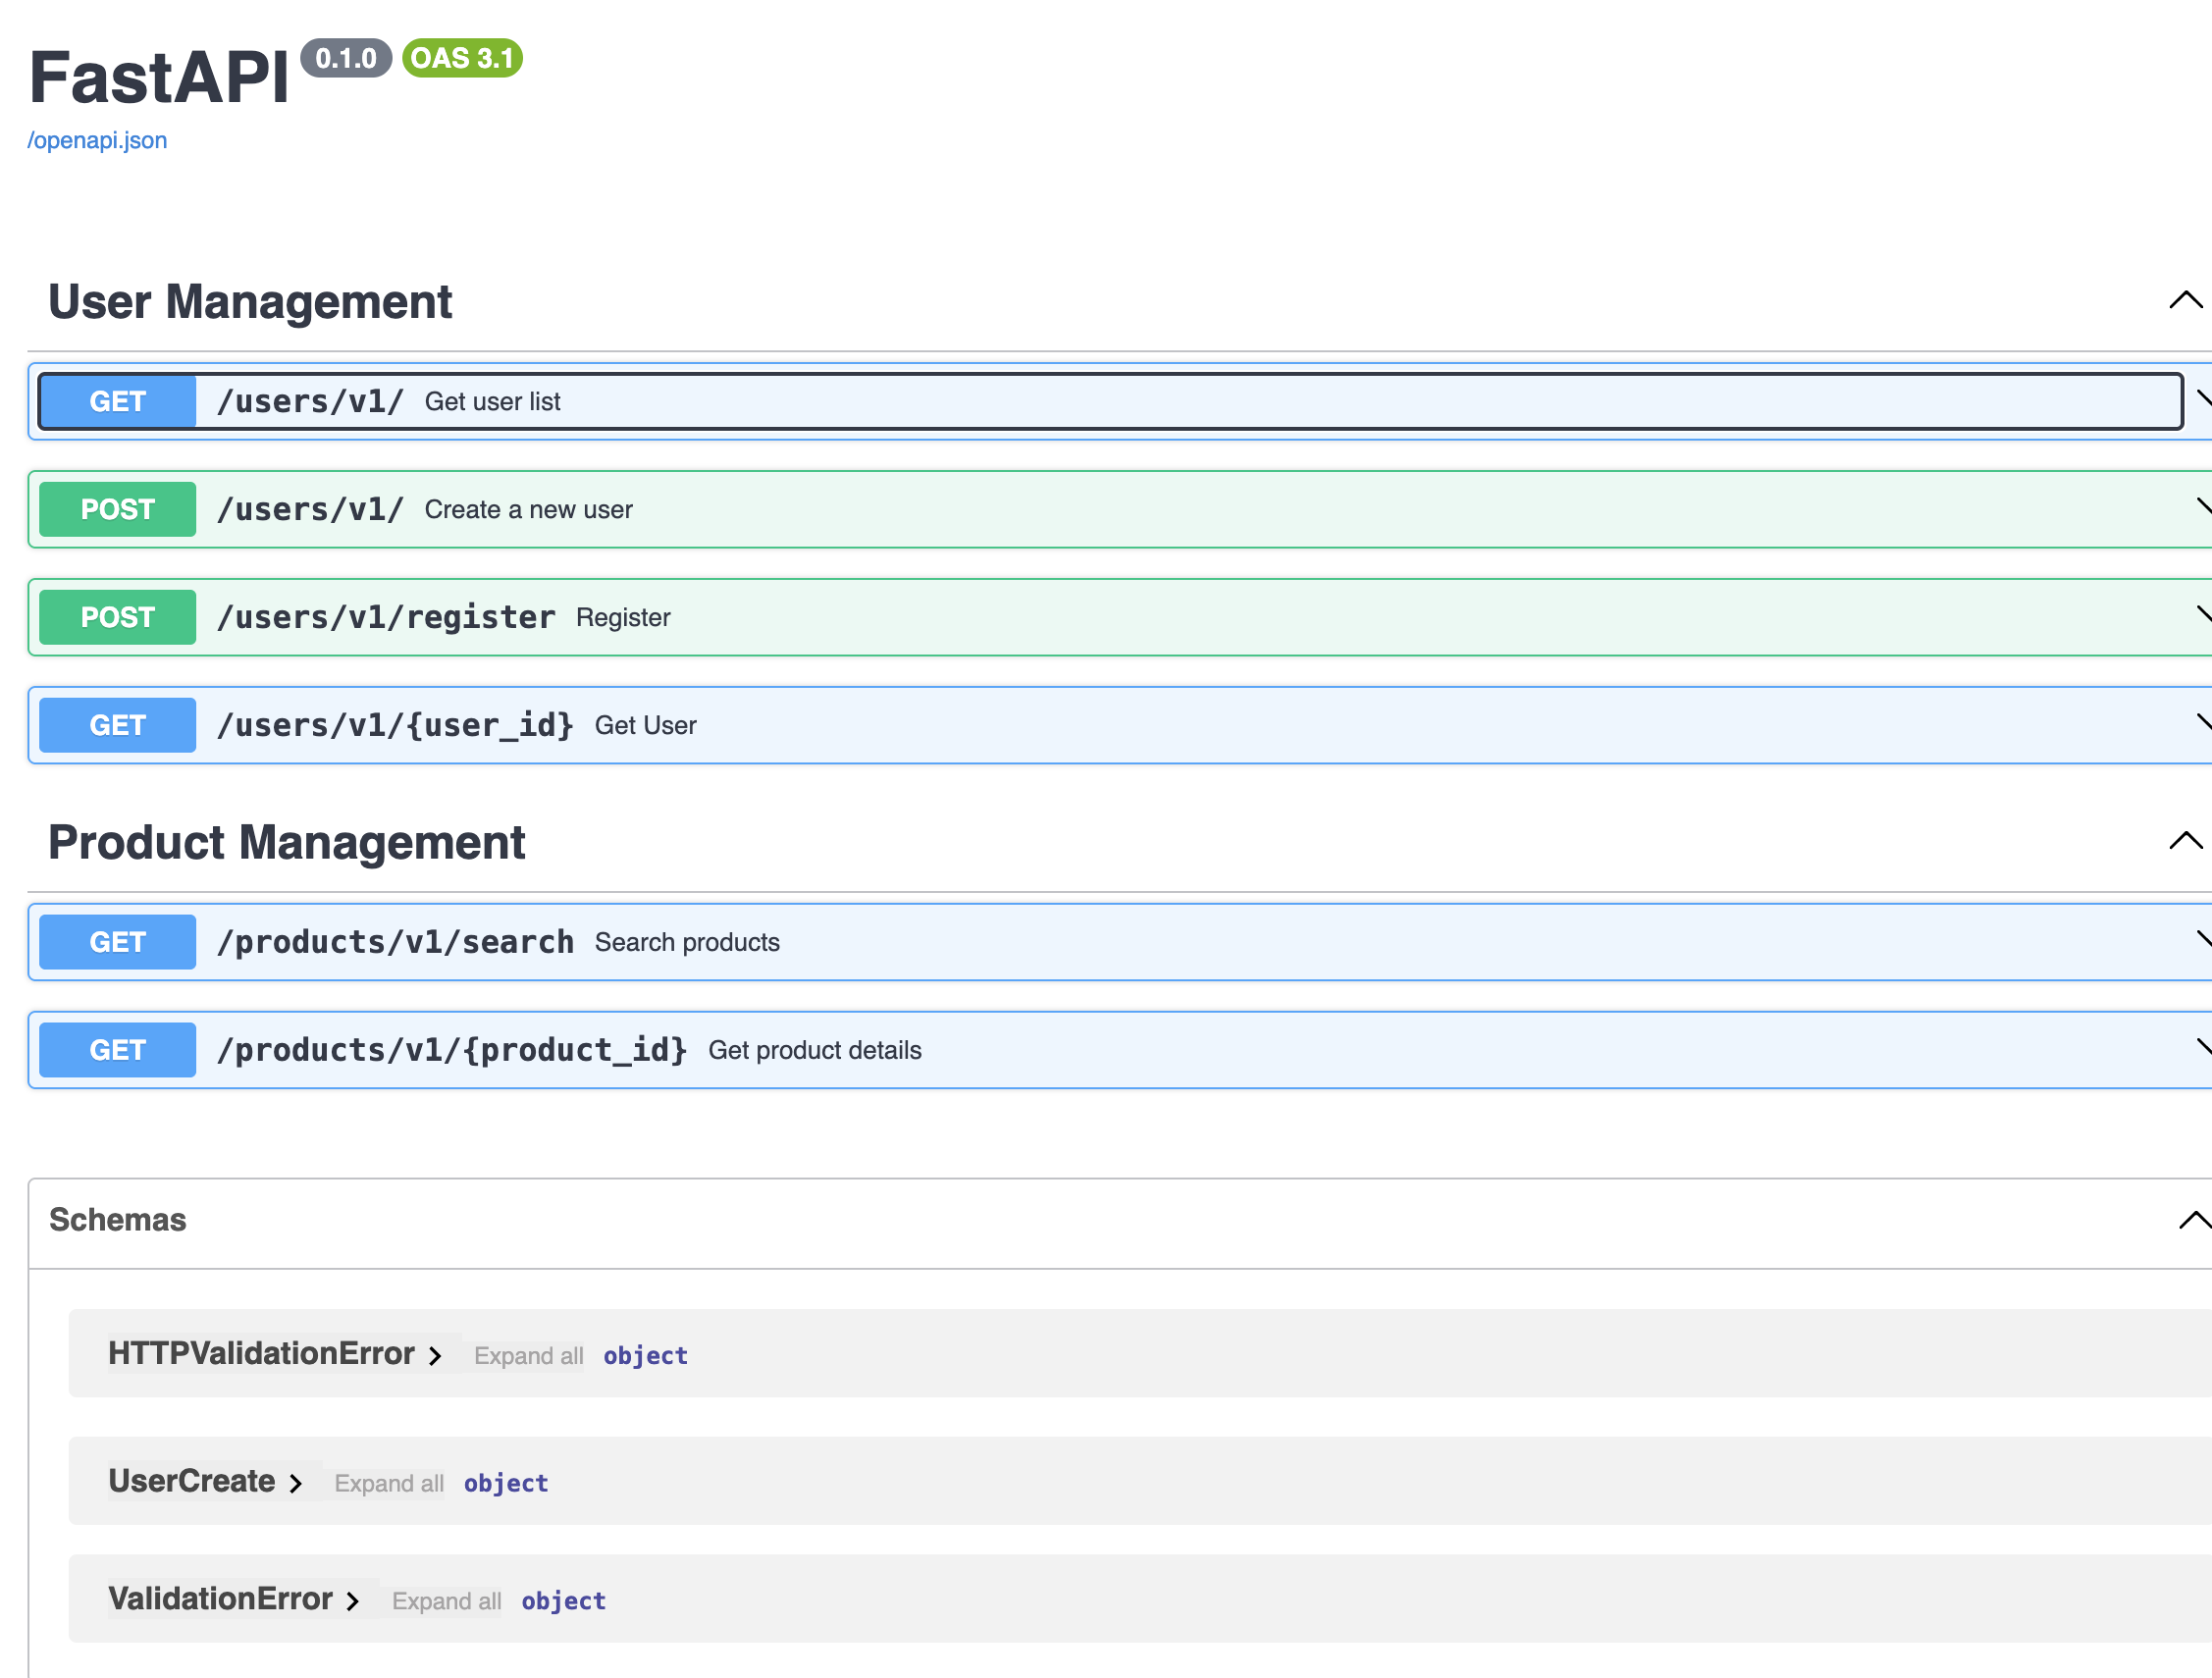 FastAPI 0.1.0 OAS 3.1
/openapi.json
User Management
GET /users/v1/ Get user list
POST /users/v1/ Create a new user
POST /users/v1/register Register
GET /users/v1/{user_id} Get User
Product Management
GET /products/v1/search Search products
GET /products/v1/{product_id} Get product details
Schemas
HTTPValidationError Expand all object
UserCreate Expand all object
ValidationError Expand all object